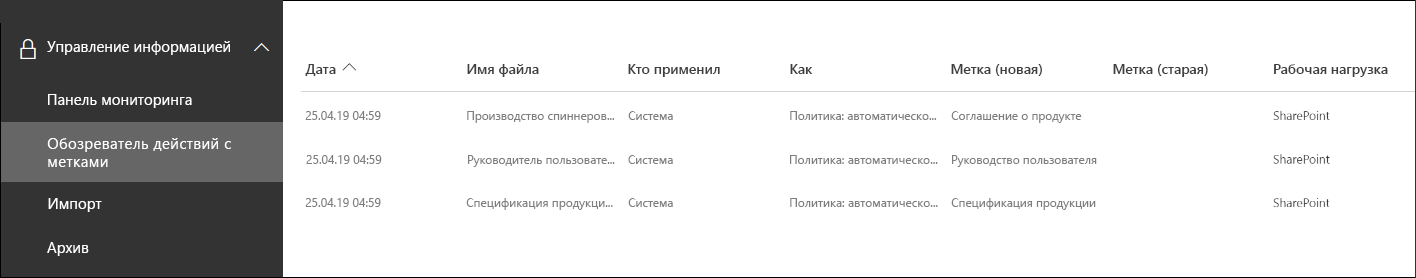 Управление информацией
Панель мониторинга
Обозреватель действий с
метками
Импорт
Архив
Дата Имя файла Кто применил Как Метка (новая) Метка (старая) Рабочая нагрузка
25.04.19 04:59 Производство спиннеров... Система Политика: автоматическо... Соглашение о продукте SharePoint
25.04.19 04:59 Руководитель пользовате... Система Политика: автоматическо... Руководство пользователя SharePoint
25.04.19 04:59 Спецификация продукци... Система Политика: автоматическо... Спецификация продукции SharePoint